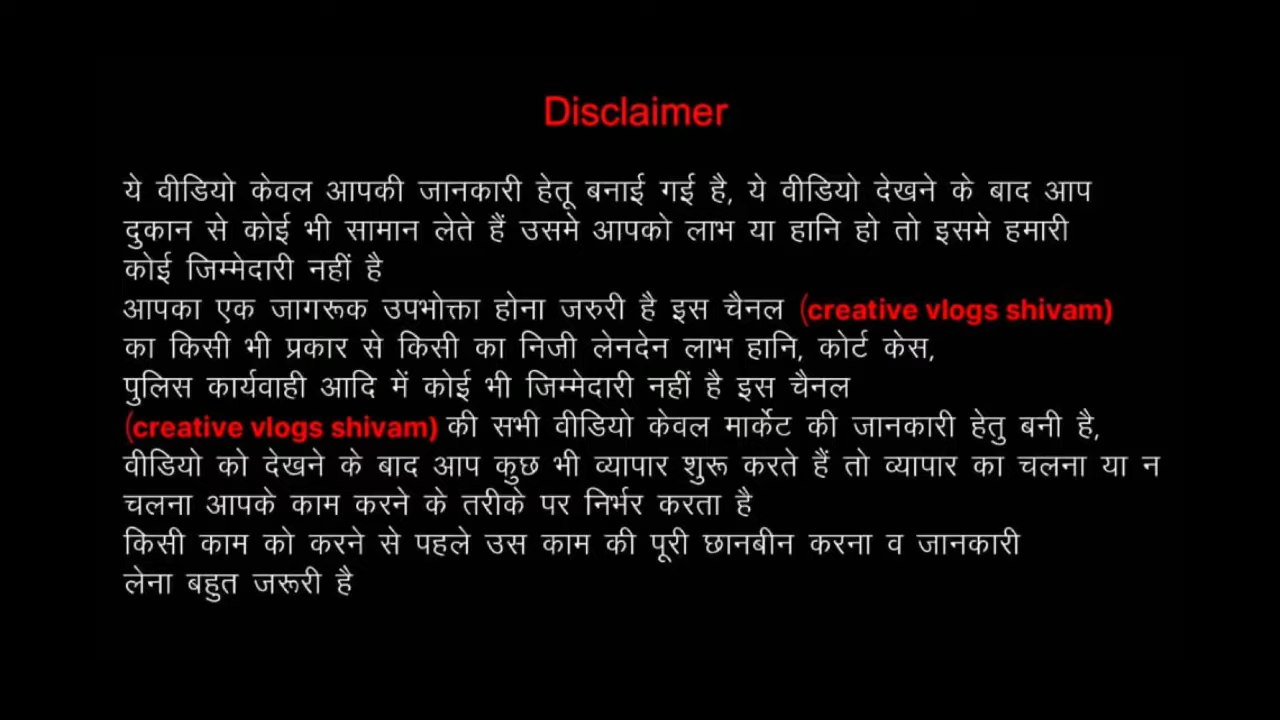 Disclaimer
ये वीडियो केवल आपकी जानकारी हेतू बनाई गई है, ये वीडियो देखने के बाद आप
दुकान से कोई भी सामान लेते हैं उसमे आपको लाभ या हानि हो तो इसमे हमारी
कोई जिम्मेदारी नहीं है
आपका एक जागरूक उपभोक्ता होना जरुरी है इस चैनल (creative vlogs shivam)
का किसी भी प्रकार से किसी का निजी लेनदेन लाभ हानि, कोर्ट केस,
पुलिस कार्यवाही आदि में कोई भी जिम्मेदारी नहीं है इस चैनल
(creative vlogs shivam) की सभी वीडियो केवल मार्केट की जानकारी हेतु बनी है,
वीडियो को देखने के बाद आप कुछ भी व्यापार शुरू करते हैं तो व्यापार का चलना या न
चलना आपके काम करने के तरीके पर निर्भर करता है
किसी काम को करने से पहले उस काम की पूरी छानबीन करना व जानकारी
लेना बहुत जरूरी है